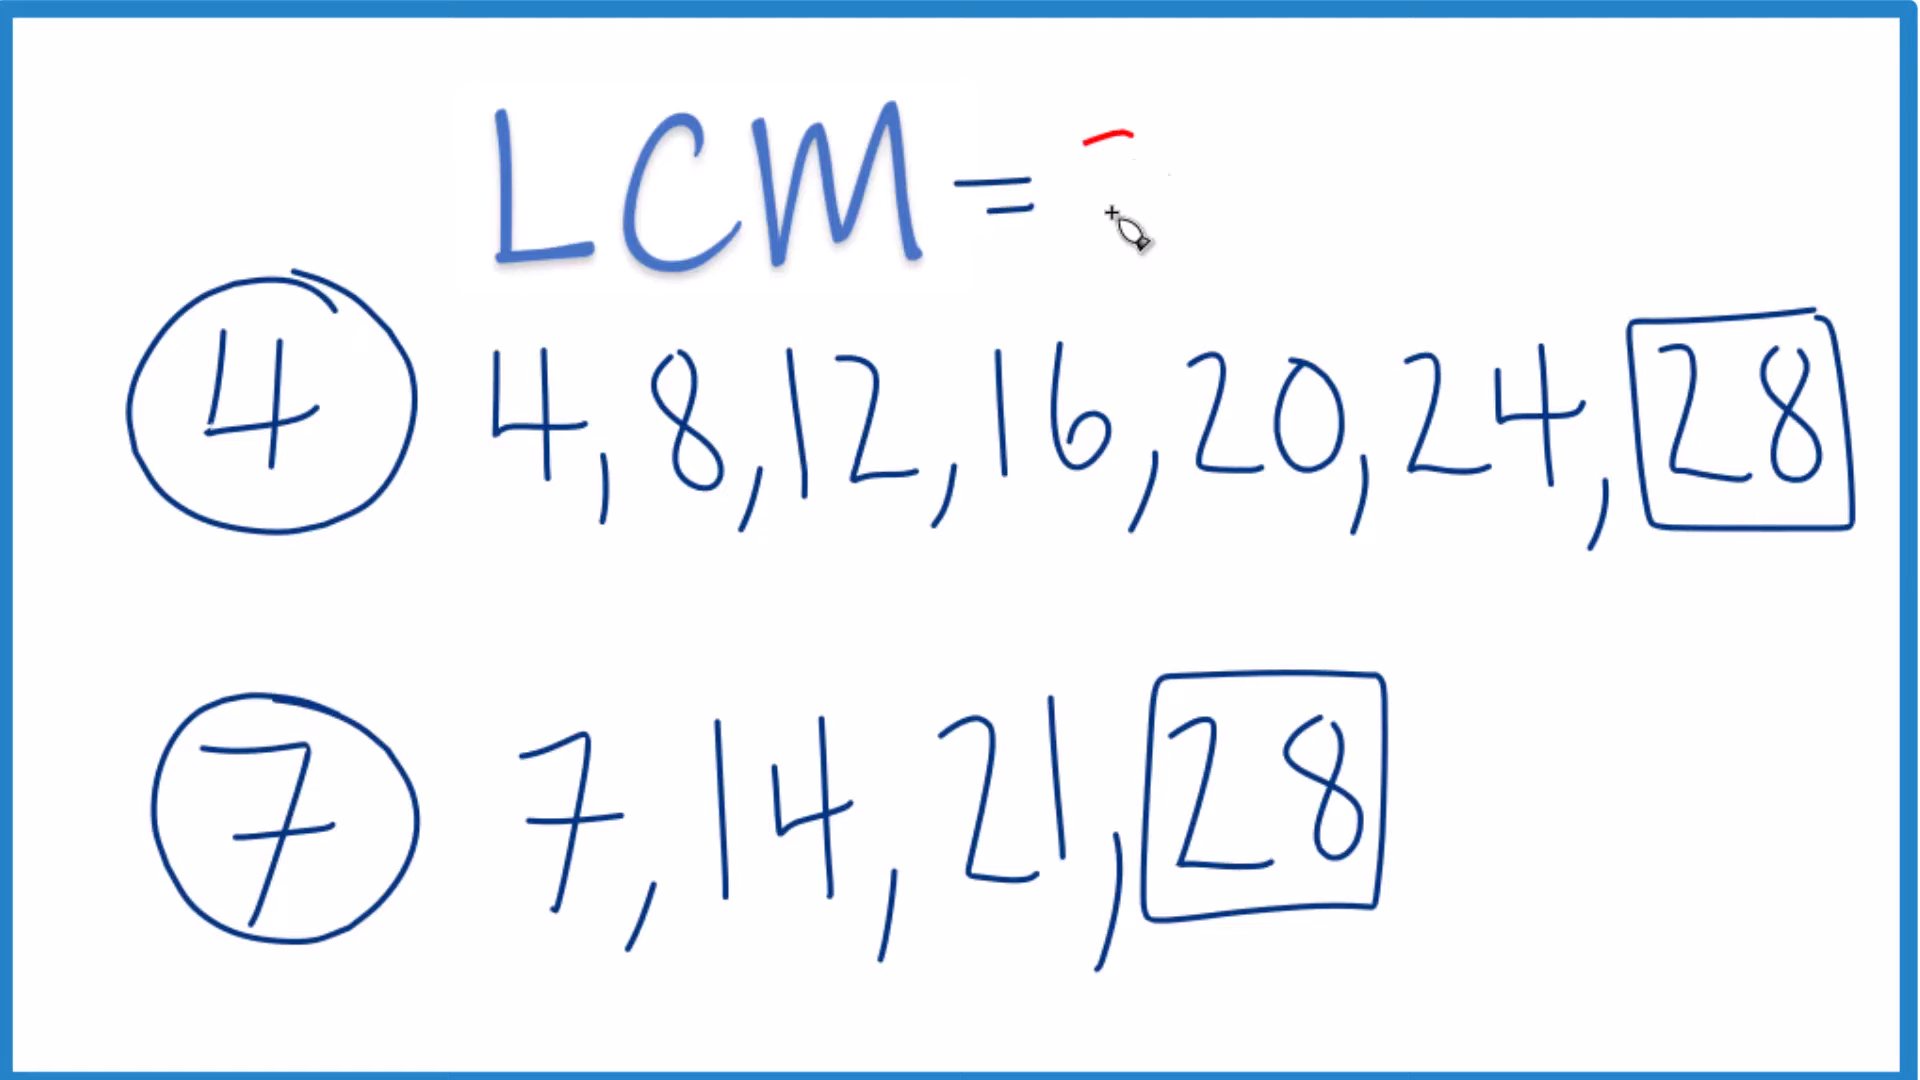 LCM =
4 4, 8, 12, 16, 20, 24, 28
7 7, 14, 21, 28